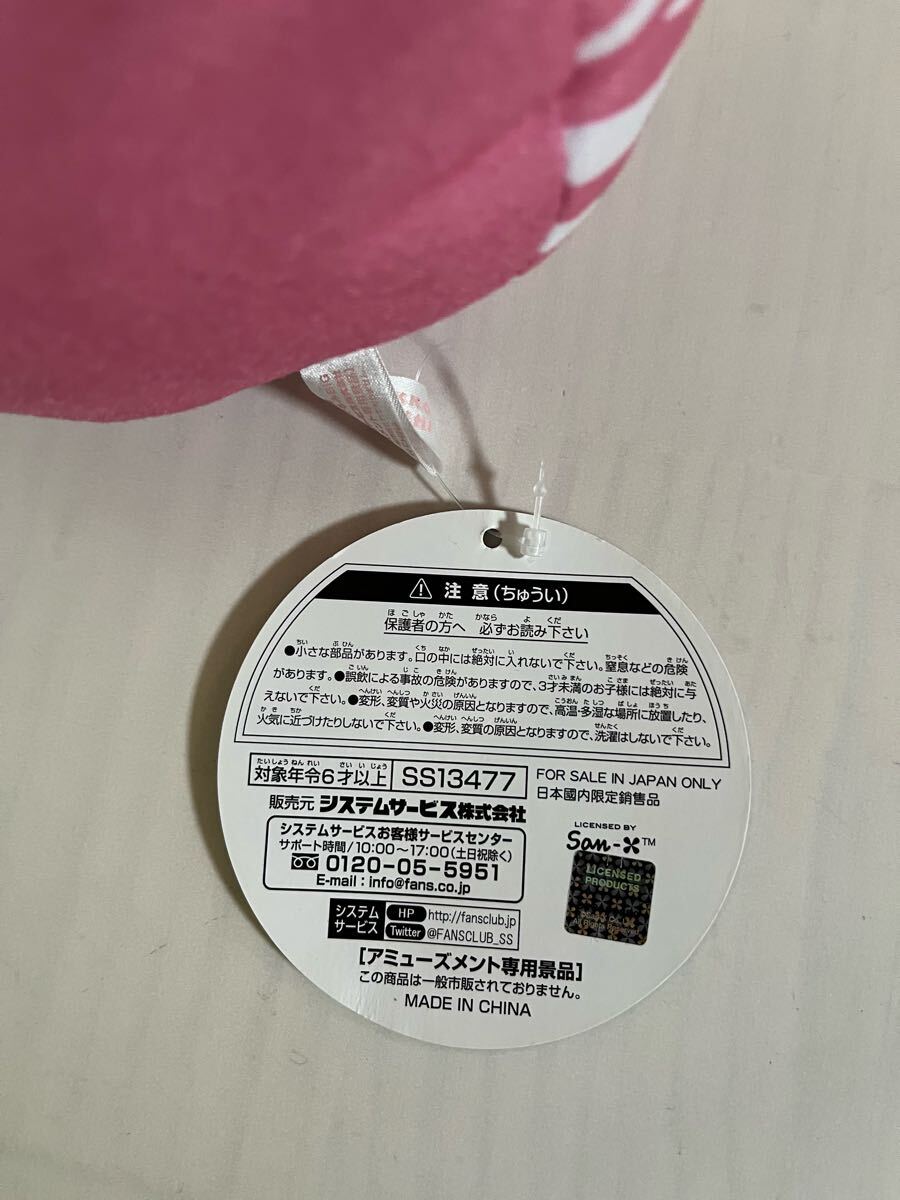 注意(ちゅうい)
保護者の方へ 必ずお読み下さい
●小さな部品があります。口の中には絶対に入れないで下さい。窒息などの危険
があります。●誤飲による事故の危険がありますので、3才未満のお子様には絶対に与
えないで下さい。●変形、変質や火災の原因となりますので、高温・多湿な場所に放置したり、
火気に近づけたりしないで下さい。●変形、変質の原因となりますので、洗濯はしないで下さい。
対象年令6才以上 SS13477
FOR SALE IN JAPAN ONLY
日本國内限定銷售品
販売元 システムサービス株式会社
システムサービスお客様サービスセンター
サポート時間/10:00〜17:00(土日祝除く)
0120-05-5951
E-mail:info@fans.co.jp
LICENSED BY
San-X™
LICENSED
PRODUCTS
All Rights Reserved
システム
サービス
HP http://fansclub.jp
Twitter @FANSCLUB_SS
[アミューズメント専用景品]
この商品は一般市販されておりません。
MADE IN CHINA